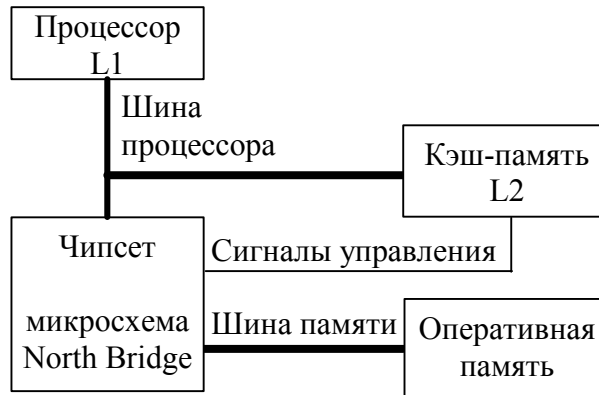 Процессор
L1
Шина
процессора
Кэш-память
L2
Чипсет
Сигналы управления
микросхема
North Bridge
Шина памяти
Оперативная
память